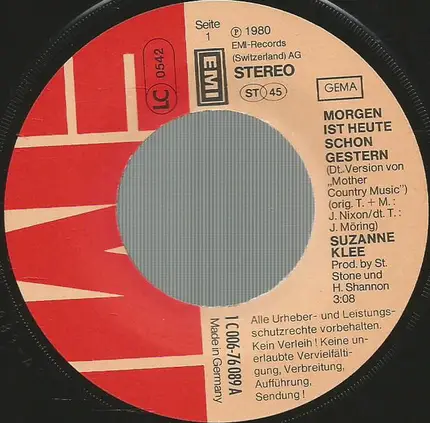 Seite
1
Ⓟ 1980
EMI-Records
(Switzerland) AG
STEREO
ST 45
EMI
LC 0542
GEMA
MORGEN
IST HEUTE
SCHON
GESTERN
(Dt. Version von
„Mother
Country Music")
(orig. T. + M.:
J. Nixon/dt. T.:
J. Möring)
SUZANNE
KLEE
Prod. by St.
Stone und
H. Shannon
3:08
Alle Urheber- und Leistungs-
schutzrechte vorbehalten.
Kein Verleih! Keine un-
erlaubte Vervielfälti-
gung, Verbreitung,
Aufführung,
Sendung!
1 C 006-76 089 A
Made in Germany
EMI